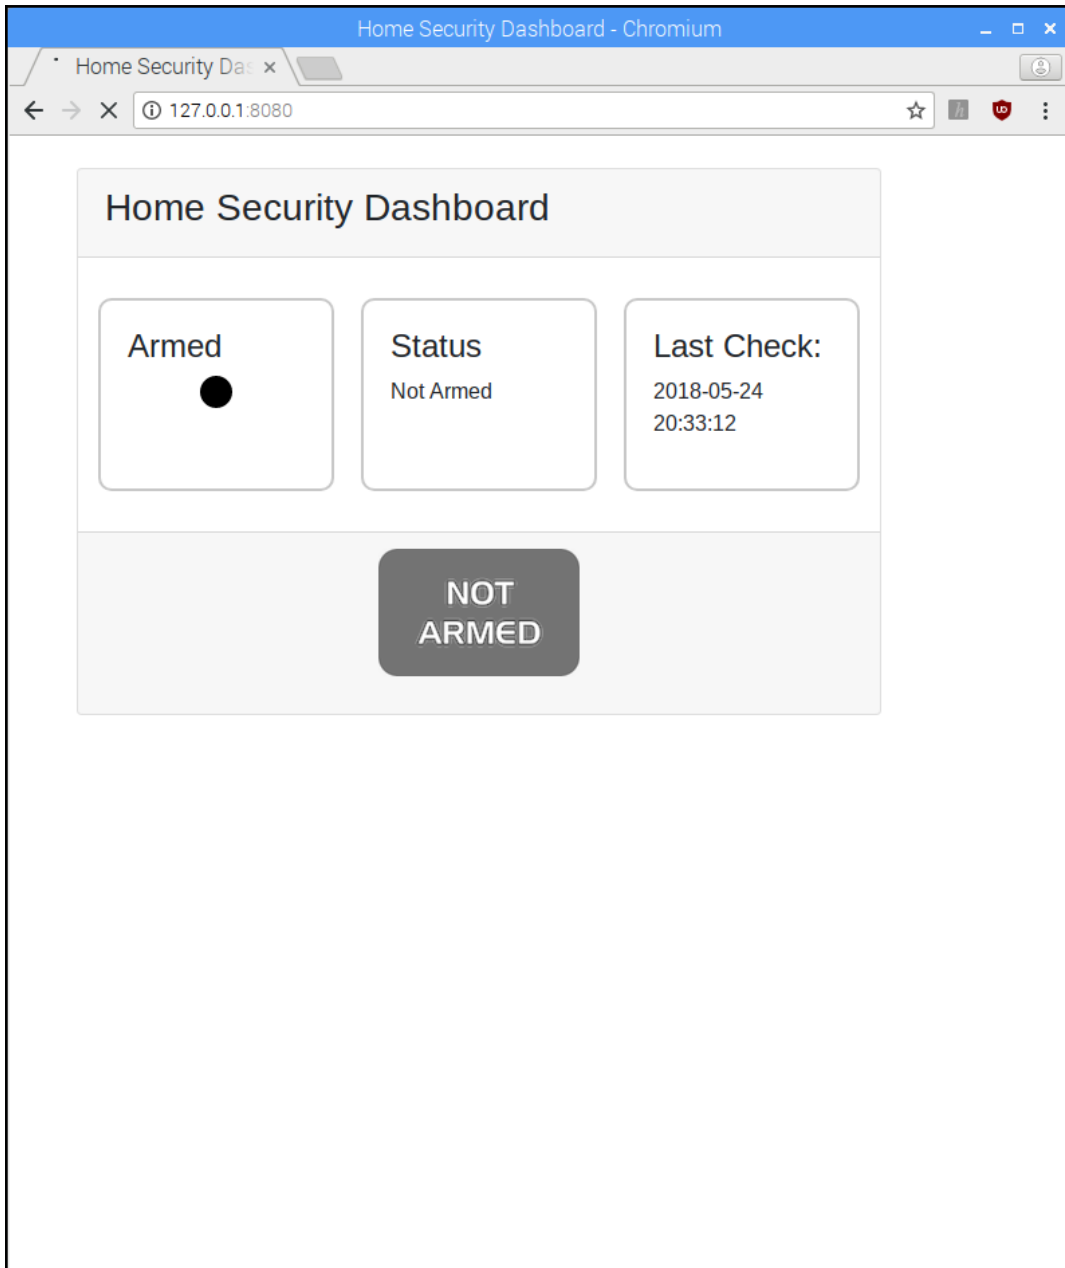 Home Security Dashboard - Chromium
Home Security Das
127.0.0.1:8080
Home Security Dashboard
Armed
Status
Not Armed
Last Check:
2018-05-24
20:33:12
NOT
ARMED